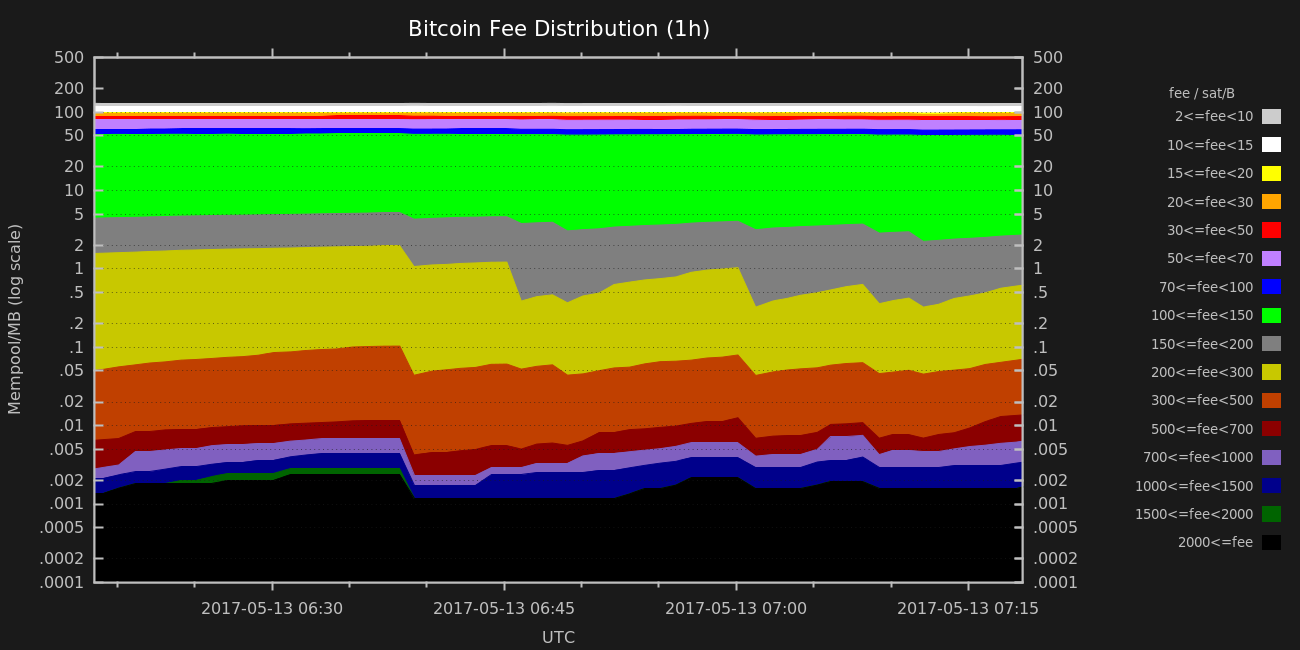 Bitcoin Fee Distribution (1h)
500
200
100
50
20
10
5
2
1
.5
.2
.1
.05
.02
.01
.005
.002
.001
.0005
.0002
.0001
Mempool/MB (log scale)
500
200
100
50
20
10
5
2
1
.5
.2
.1
.05
.02
.01
.005
.002
.001
.0005
.0002
.0001
2017-05-13 06:30
2017-05-13 06:45
2017-05-13 07:00
2017-05-13 07:15
UTC
fee / sat/B
2<=fee<10
10<=fee<15
15<=fee<20
20<=fee<30
30<=fee<50
50<=fee<70
70<=fee<100
100<=fee<150
150<=fee<200
200<=fee<300
300<=fee<500
500<=fee<700
700<=fee<1000
1000<=fee<1500
1500<=fee<2000
2000<=fee